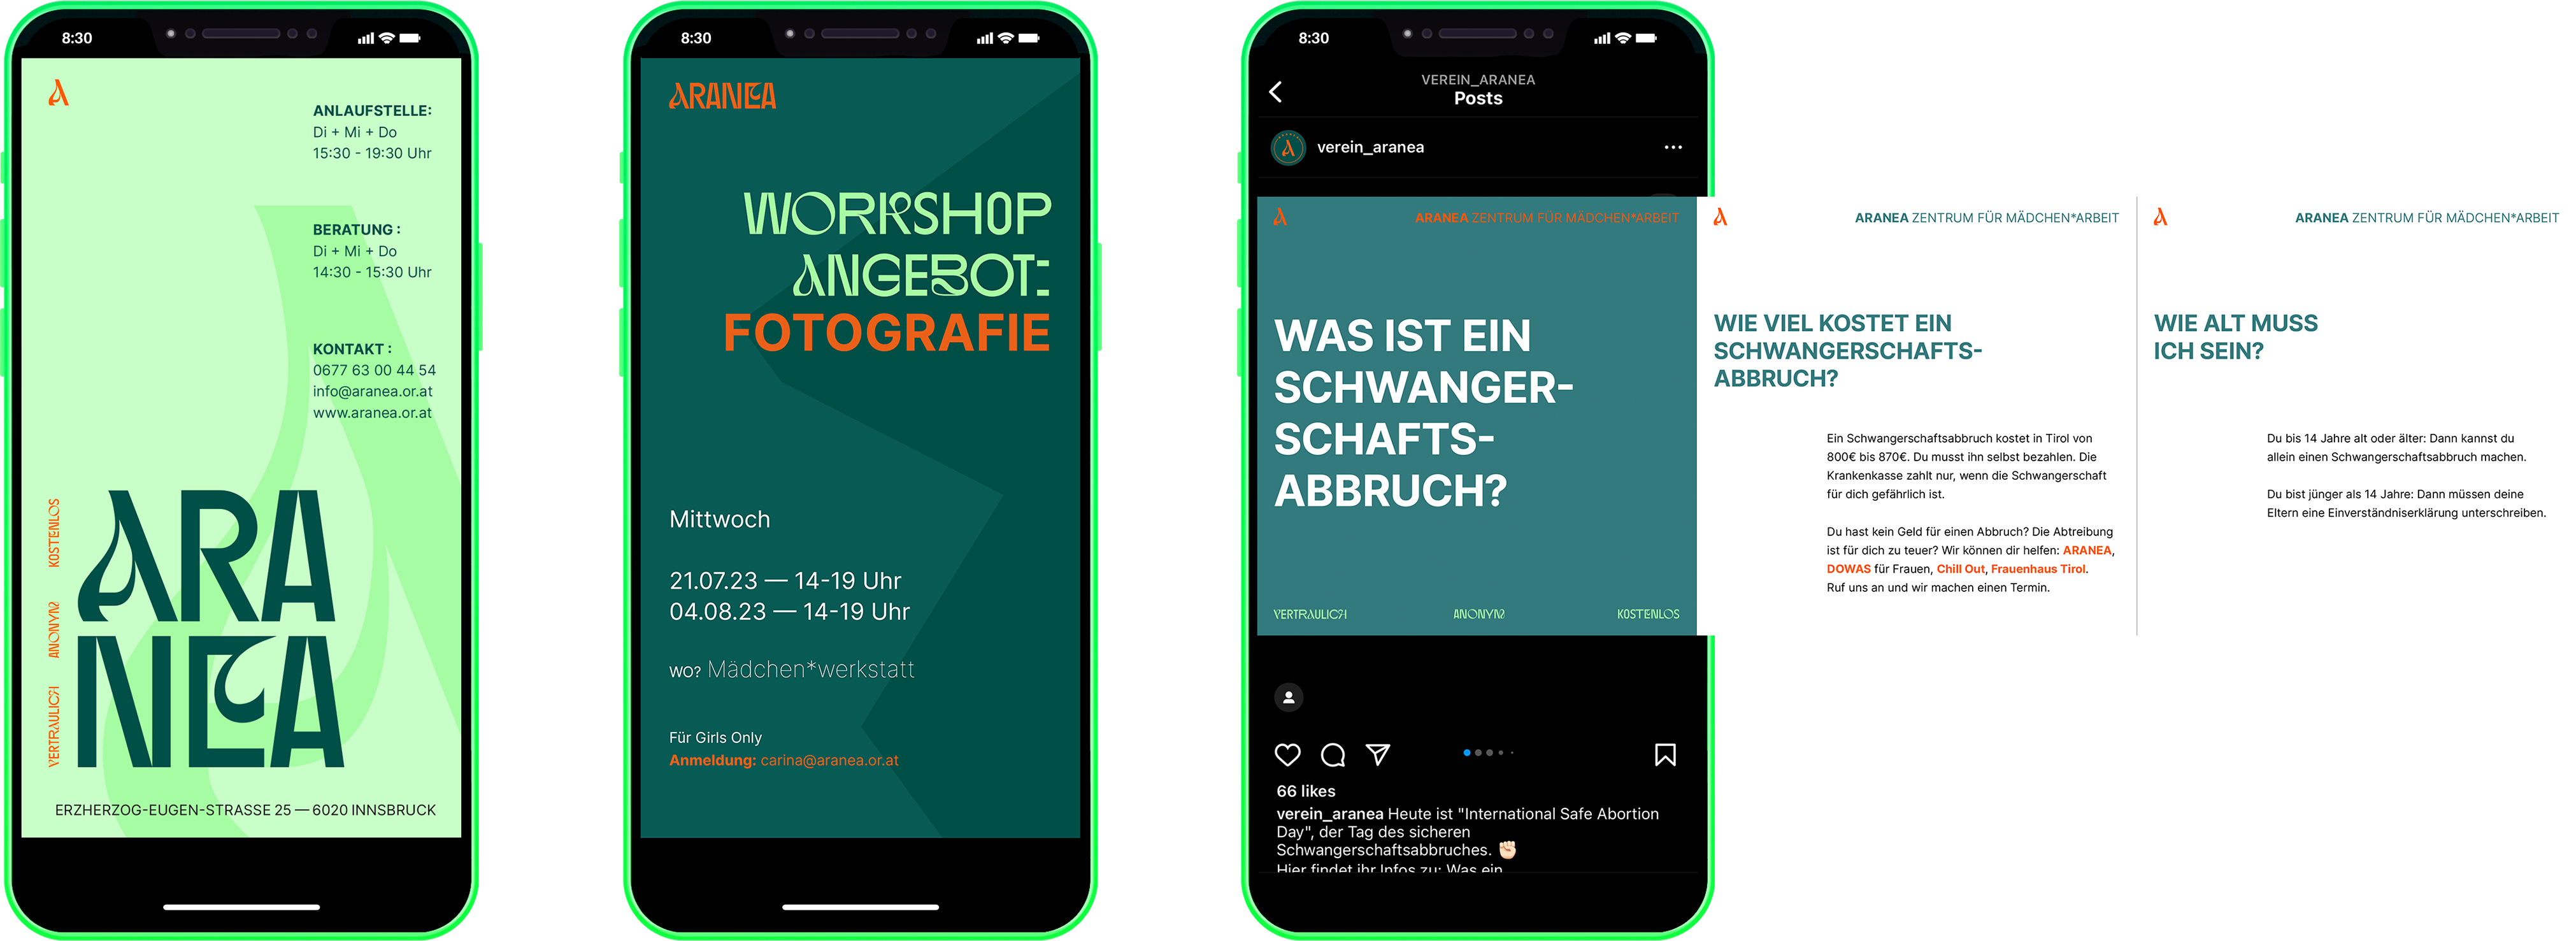 8:30
ANLAUFSTELLE:
Di + Mi + Do
15:30 - 19:30 Uhr
BERATUNG :
Di + Mi + Do
14:30 - 15:30 Uhr
KONTAKT :
0677 63 00 44 54
info@aranea.or.at
www.aranea.or.at
VERTRAULICH ANONYM KOSTENLOS
ARA
NEA
ERZHERZOG-EUGEN-STRASSE 25 — 6020 INNSBRUCK
8:30
ARANEA
WORKSHOP
ANGEBOT:
FOTOGRAFIE
Mittwoch
21.07.23 — 14-19 Uhr
04.08.23 — 14-19 Uhr
WO? Mädchen*werkstatt
Für Girls Only
Anmeldung: carina@aranea.or.at
8:30
VEREIN_ARANEA
Posts
verein_aranea
ARANEA ZENTRUM FÜR MÄDCHEN*ARBEIT
WAS IST EIN
SCHWANGER-
SCHAFTS-
ABBRUCH?
VERTRAULICH ANONYM KOSTENLOS
66 likes
verein_aranea Heute ist "International Safe Abortion
Day", der Tag des sicheren
Schwangerschaftsabbruches. ✊🏻
Hier findet ihr Infos zu: Was ein
ARANEA ZENTRUM FÜR MÄDCHEN*ARBEIT
WIE VIEL KOSTET EIN
SCHWANGERSCHAFTS-
ABBRUCH?
Ein Schwangerschaftsabbruch kostet in Tirol von
800€ bis 870€. Du musst ihn selbst bezahlen. Die
Krankenkasse zahlt nur, wenn die Schwangerschaft
für dich gefährlich ist.
Du hast kein Geld für einen Abbruch? Die Abtreibung
ist für dich zu teuer? Wir können dir helfen: ARANEA,
DOWAS für Frauen, Chill Out, Frauenhaus Tirol.
Ruf uns an und wir machen einen Termin.
ARANEA ZENTRUM FÜR MÄDCHEN*ARBEIT
WIE ALT MUSS
ICH SEIN?
Du bis 14 Jahre alt oder älter: Dann kannst du
allein einen Schwangerschaftsabbruch machen.
Du bist jünger als 14 Jahre: Dann müssen deine
Eltern eine Einverständniserklärung unterschreiben.